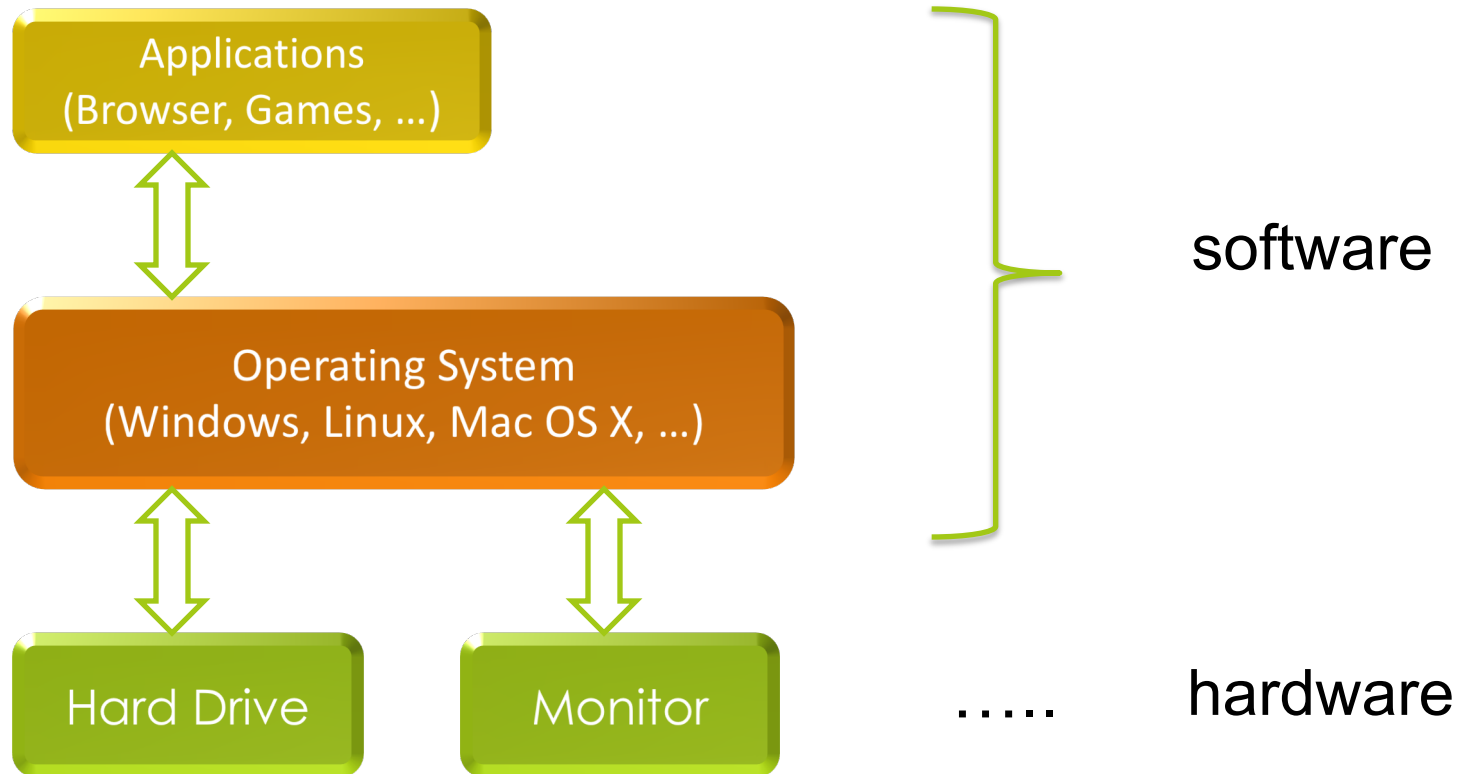 Applications
(Browser, Games, ...)
software
Operating System
(Windows, Linux, Mac OS X, ...)
Hard Drive
Monitor
.....
hardware